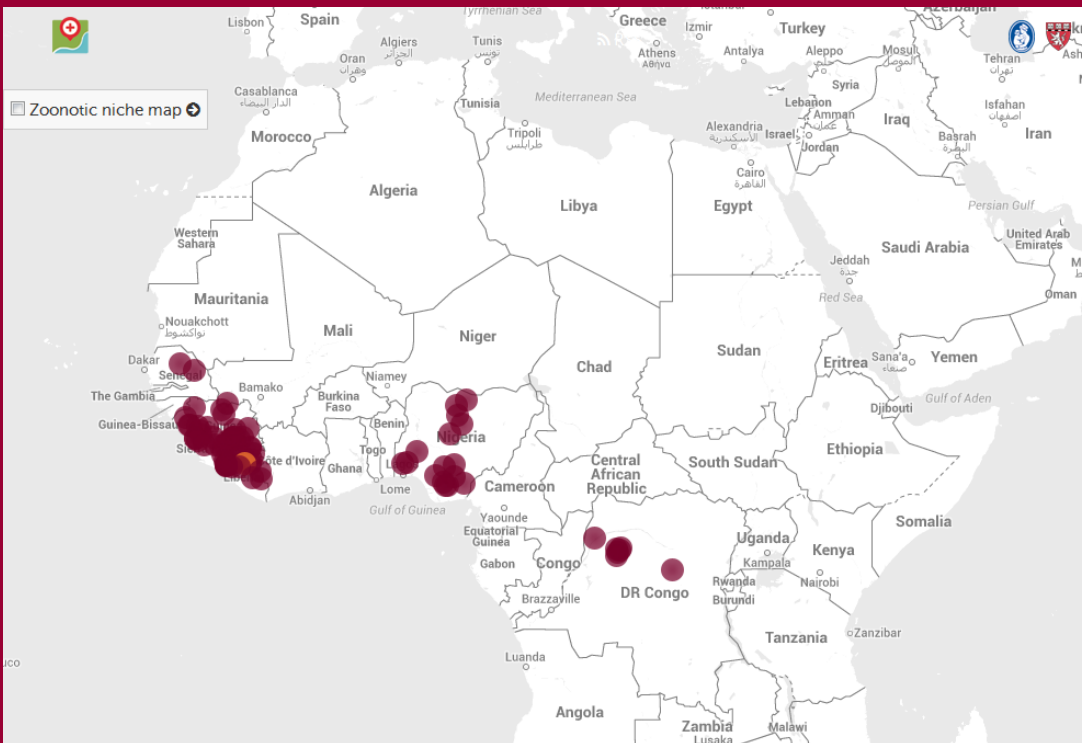 Tyrrhenian Sea
Azerbaijan
Lisbon
Spain
Greece
Izmir
Turkey
Athens
Αθήνα
Antalya
Aleppo
حلب
Mosul
الموصل
Tehran
تهران
Algiers
الجزائر
Tunis
تونس
Oran
وهران
Casablanca
الدار البيضاء
Tunisia
Mediterranean Sea
Syria
Lebanon
Amman
عمان
Iraq
Isfahan
اصفهان
Iran
Zoonotic niche map
Morocco
Tripoli
طرابلس
Alexandria
الأسكندرية
Israel
Jordan
Basrah
البصرة
Cairo
القاهرة
Algeria
Libya
Egypt
Persian Gulf
Western
Sahara
Saudi Arabia
United Arab
Emirates
Jeddah
جدة
Oman
Mauritania
Red Sea
Nouakchott
نواكشوط
Mali
Niger
Chad
Sudan
Eritrea
Sana'a
صنعاء
Yemen
Dakar
Senegal
Niamey
Bamako
The Gambia
Burkina
Faso
Gulf of Aden
Djibouti
Guinea-Bissau
Benin
Nigeria
Côte d'Ivoire
Togo
Ghana
Central
African
Republic
South Sudan
Ethiopia
Lome
Abidjan
Cameroon
Gulf of Guinea
Yaounde
Equatorial
Guinea
Somalia
Uganda
Kampala
Kenya
Gabon
Congo
Nairobi
Rwanda
Burundi
DR Congo
Brazzaville
Tanzania
Zanzibar
Luanda
Angola
Zambia
Lusaka
Malawi